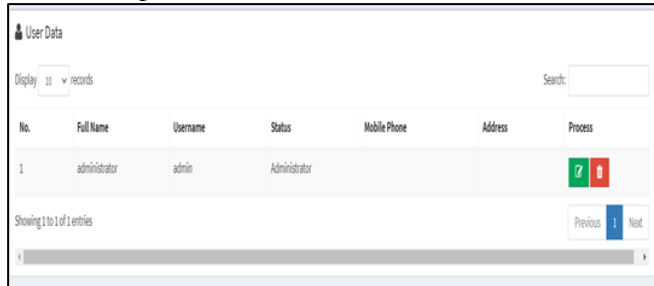 User Data
Display 10 records Search:
No. Full Name Username Status Mobile Phone Address Process
1 administrator admin Administrator
Showing 1 to 1 of 1 entries Previous 1 Next